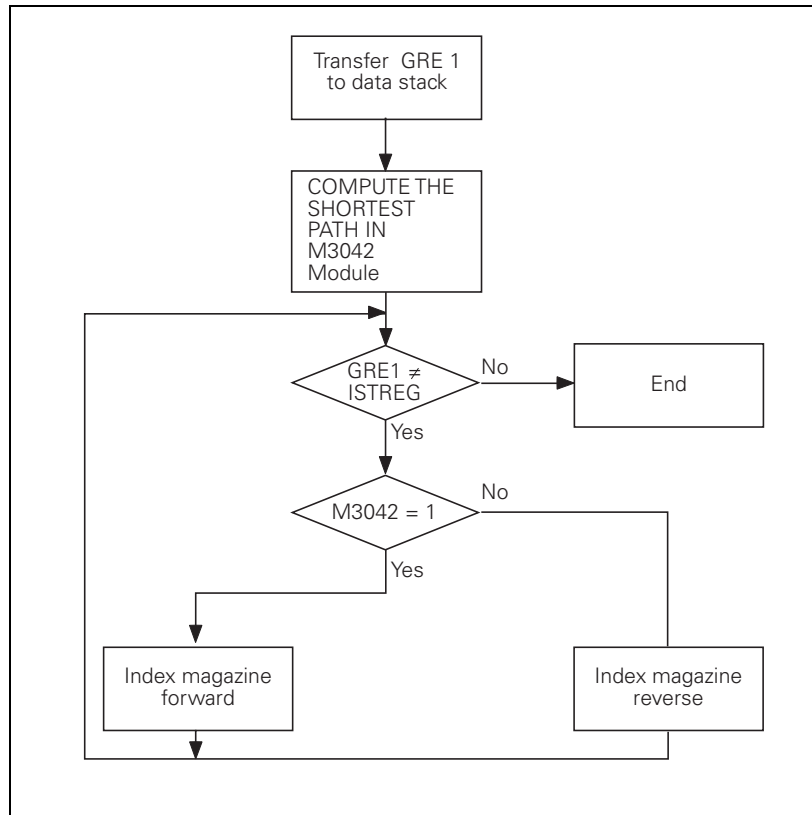 Transfer GRE 1
to data stack
COMPUTE THE
SHORTEST
PATH IN
M3042
Module
GRE1 ≠
ISTREG
No
End
Yes
M3042 = 1
No
Yes
Index magazine
forward
Index magazine
reverse